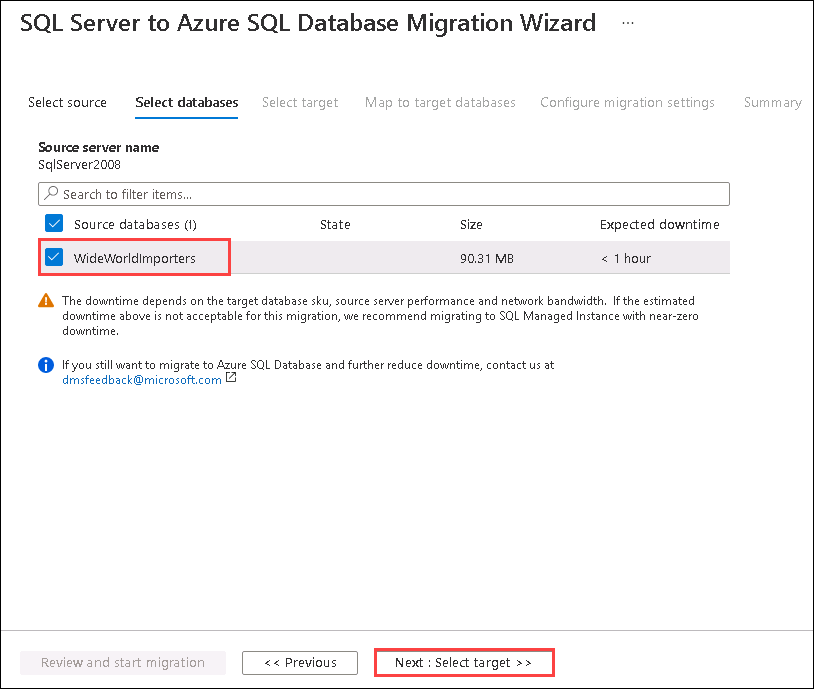 SQL Server to Azure SQL Database Migration Wizard ...
Select source Select databases Select target Map to target databases Configure migration settings Summary
Source server name
SqlServer2008
Search to filter items...
Source databases (1) State Size Expected downtime
WideWorldImporters 90.31 MB < 1 hour
The downtime depends on the target database sku, source server performance and network bandwidth. If the estimated
downtime above is not acceptable for this migration, we recommend migrating to SQL Managed Instance with near-zero
downtime.
If you still want to migrate to Azure SQL Database and further reduce downtime, contact us at
dmsfeedback@microsoft.com
Review and start migration << Previous Next : Select target >>